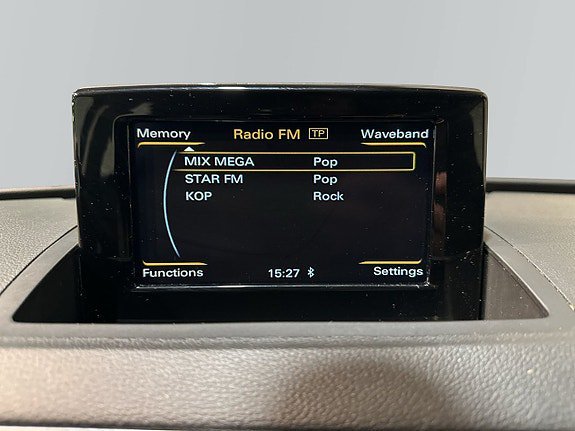 Memory Radio FM TP Waveband
MIX MEGA Pop
STAR FM Pop
KOP Rock
Functions 15:27 Settings